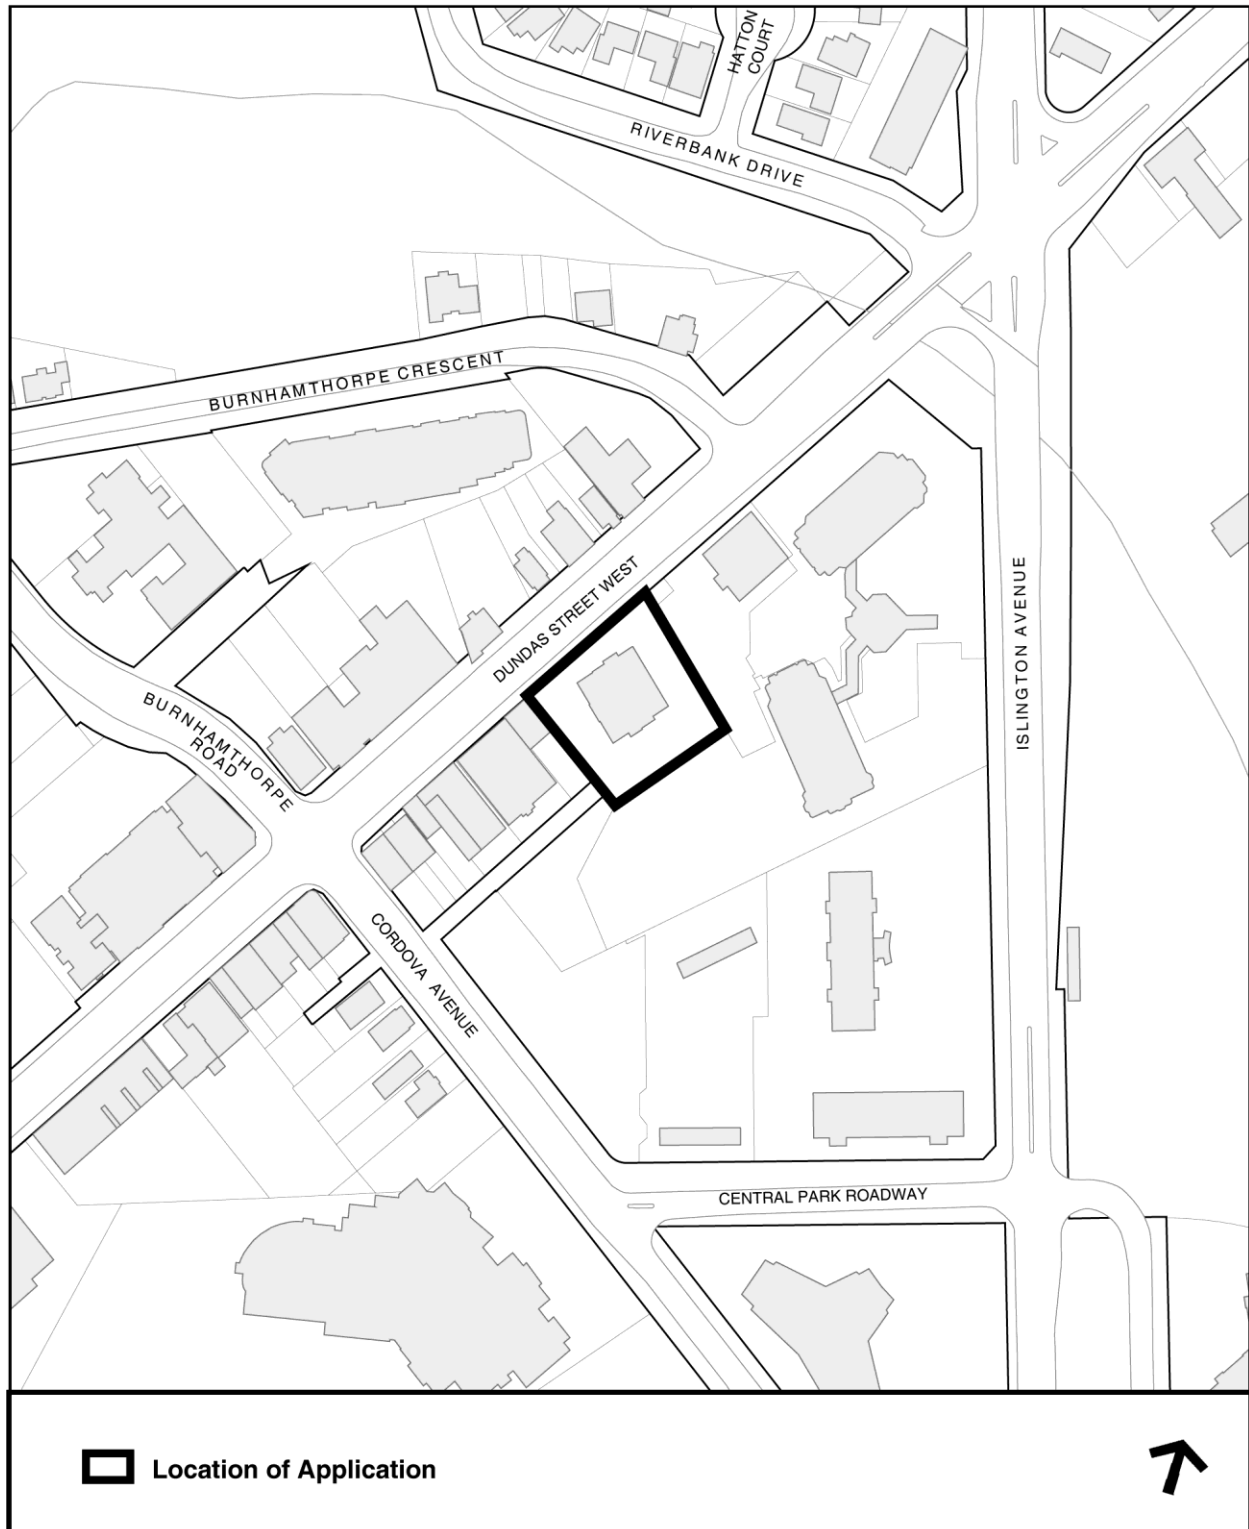 HATTON
COURT
RIVERBANK DRIVE
BURNHAMTHORPE CRESCENT
DUNDAS STREET WEST
ISLINGTON AVENUE
BURNHAMTHORPE
ROAD
CORDOVA AVENUE
CENTRAL PARK ROADWAY
Location of Application